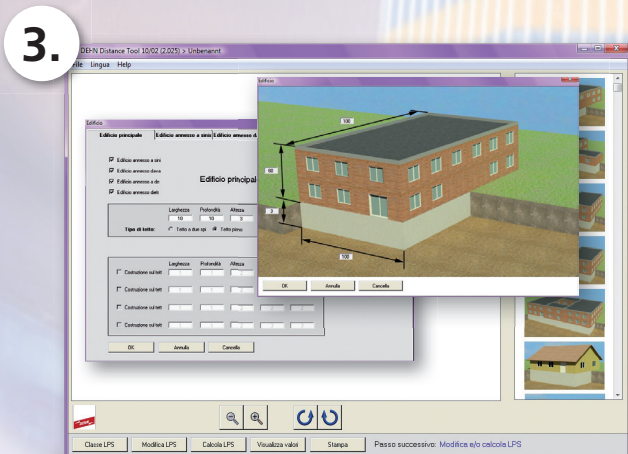 3.
DEHN Distance Tool 10/02 (2.025) > Unbenannt
File Lingua Help
Edificio
Edificio principale Edificio annesso a sinis Edificio annesso d
Edificio annesso a sini
Edificio annesso dava
Edificio annesso a de
Edificio annesso dietr
Edificio principal
Larghezza Profondità Altezza
10 10 3
Tipo di tetto: Tetto a due spi Tetto piano
Larghezza Profondità Altezza
Costruzione sul tett
Costruzione sul tett
Costruzione sul tett
Costruzione sul tett
OK Annulla Cancella
Edificio
100
60
3
100
OK Annulla Cancella
Classe LPS Modifica LPS Calcola LPS Visualizza valori Stampa Passo successivo: Modifica e/o calcola LPS